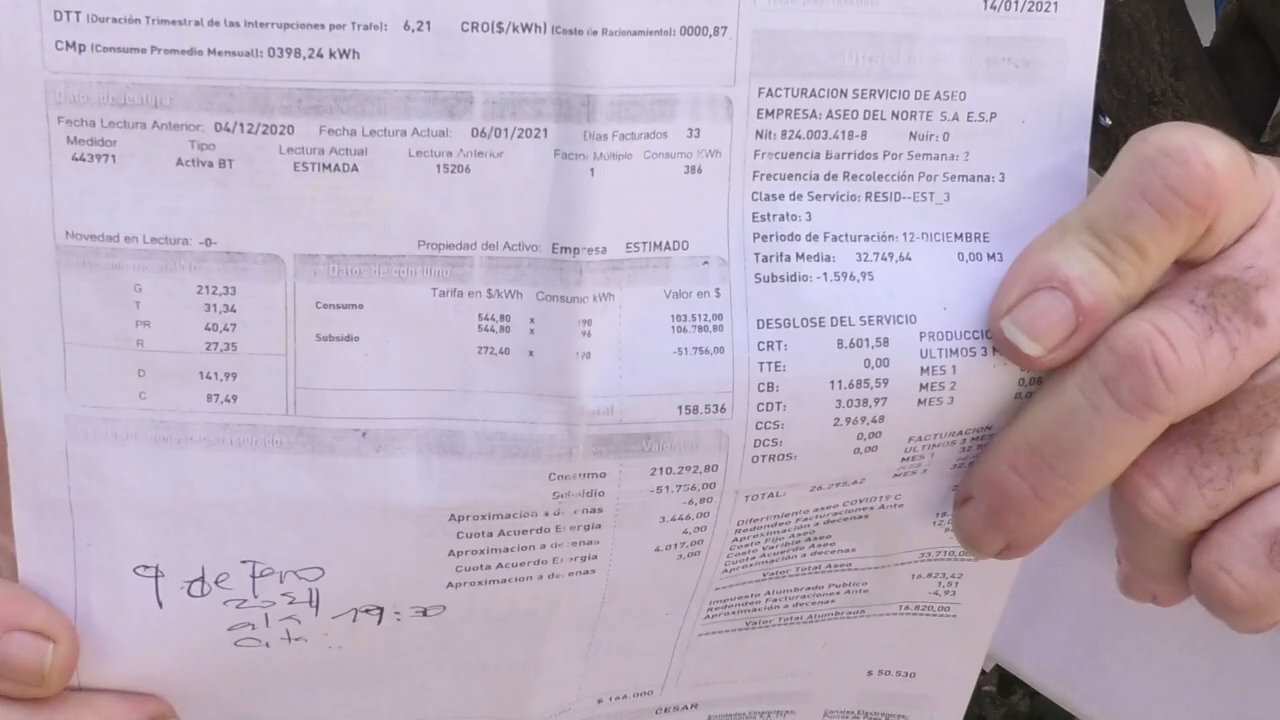 DTT (Duración Trimestral de las Interrupciones por Trafo): 6,21 CRO($/kWh) (Costo de Racionamiento): 0000,87
CMp (Consumo Promedio Mensual): 0398,24 kWh
Datos de lectura
Fecha Lectura Anterior: 04/12/2020 Fecha Lectura Actual: 06/01/2021 Días Facturados 33
Medidor Tipo Lectura Actual Lectura Anterior Factor Múltiplo Consumo KWh
443971 Activa BT ESTIMADA 15206 1 386
Novedad en Lectura: -0- Propiedad del Activo: Empresa ESTIMADO
G 212,33
T 31,34
PR 40,47
R 27,35
D 141,99
C 87,49
Datos de consumo
Tarifa en $/kWh Consumo kWh Valor en $
Consumo 544,80 x 190 103.512,00
544,80 x 96 106.780,80
Subsidio 272,40 x 190 -51.756,00
Total 158.536
Consumo 210.292,80
Subsidio -51.756,00
Aproximacion a decenas -6,80
Cuota Acuerdo Energia 3.446,00
Aproximacion a decenas 4,00
Cuota Acuerdo Energia 4.017,00
Aproximacion a decenas 3,00
9 de
19:30
$ 166.000
CESAR
14/01/2021
FACTURACION SERVICIO DE ASEO
EMPRESA: ASEO DEL NORTE S.A E.S.P
Nit: 824.003.418-8 Nuir: 0
Frecuencia Barridos Por Semana: 2
Frecuencia de Recolección Por Semana: 3
Clase de Servicio: RESID--EST_3
Estrato: 3
Periodo de Facturación: 12-DICIEMBRE
Tarifa Media: 32.749,64 0,00 M3
Subsidio: -1.596,95
DESGLOSE DEL SERVICIO
CRT: 8.601,58
TTE: 0,00
CB: 11.685,59
CDT: 3.038,97
CCS: 2.969,48
DCS: 0,00
OTROS: 0,00
PRODUCCIO
ULTIMOS 3 M
MES 1
MES 2 0,08
MES 3
FACTURACION
ULTIMOS 3 MES
MES 1
TOTAL: 26.295,62
Diferimiento aseo COVID19 C
Redondeo Facturaciones Ante
Aproximación a decenas
Costo Fijo Aseo
Costo Varible Aseo
Cuota Acuerdo Aseo
Aproximación a decenas
Valor Total Aseo 33.710,00
Impuesto Alumbrado Publico 16.823,42
Redondeo Facturaciones Ante 1,51
Aproximación a decenas -4,93
Valor Total Alumbrado 16.820,00
$ 50.530